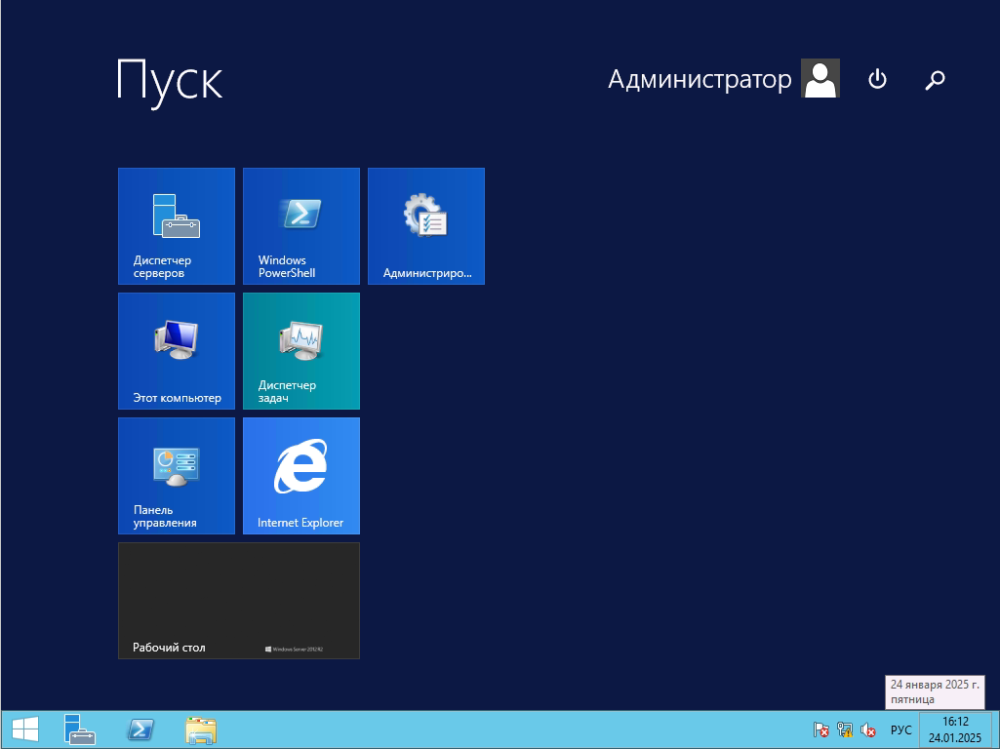 Пуск
Администратор
Диспетчер
серверов
Windows
PowerShell
Администриро...
Этот компьютер
Диспетчер
задач
Панель
управления
Internet Explorer
Рабочий стол
Windows Server 2012 R2
24 января 2025 г.
пятница
РУС
16:12
24.01.2025